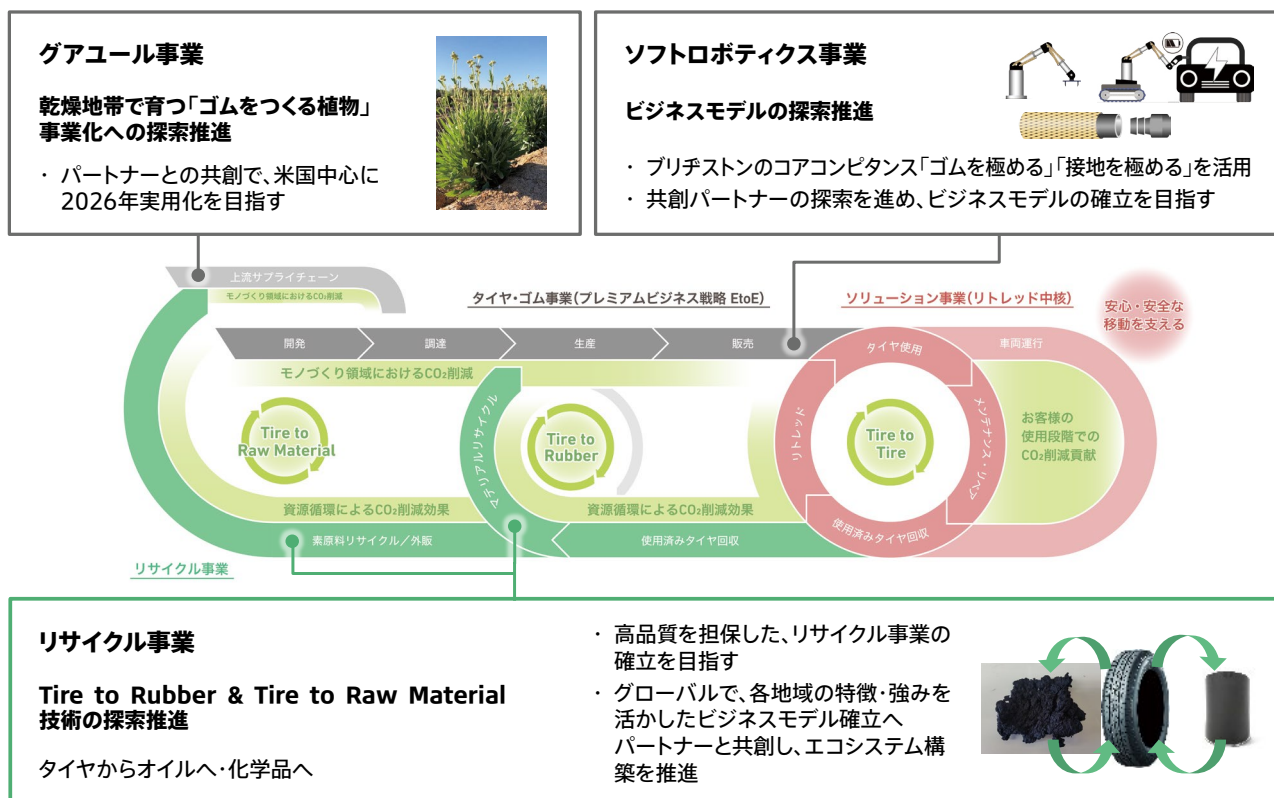 グアユール事業
乾燥地帯で育つ「ゴムをつくる植物」
事業化への探索推進
・ パートナーとの共創で、米国中心に
2026年実用化を目指す
ソフトロボティクス事業
ビジネスモデルの探索推進
・ ブリヂストンのコアコンピタンス「ゴムを極める」「接地を極める」を活用
・ 共創パートナーの探索を進め、ビジネスモデルの確立を目指す
上流サプライチェーン
モノづくり領域におけるCO₂削減
タイヤ・ゴム事業(プレミアムビジネス戦略 EtoE)
ソリューション事業(リトレッド中核)
安心・安全な
移動を支える
開発
調達
生産
販売
タイヤ使用
車両運行
モノづくり領域におけるCO₂削減
Tire to
Raw Material
マテリアルリサイクル
Tire to
Rubber
リトレッド
Tire to
Tire
メンテナンス・リペア
お客様の
使用段階での
CO₂削減貢献
資源循環によるCO₂削減効果
資源循環によるCO₂削減効果
使用済みタイヤ回収
素原料リサイクル／外販
使用済みタイヤ回収
リサイクル事業
リサイクル事業
Tire to Rubber & Tire to Raw Material
技術の探索推進
タイヤからオイルへ・化学品へ
・ 高品質を担保した、リサイクル事業の
確立を目指す
・ グローバルで、各地域の特徴・強みを
活かしたビジネスモデル確立へ
パートナーと共創し、エコシステム構
築を推進